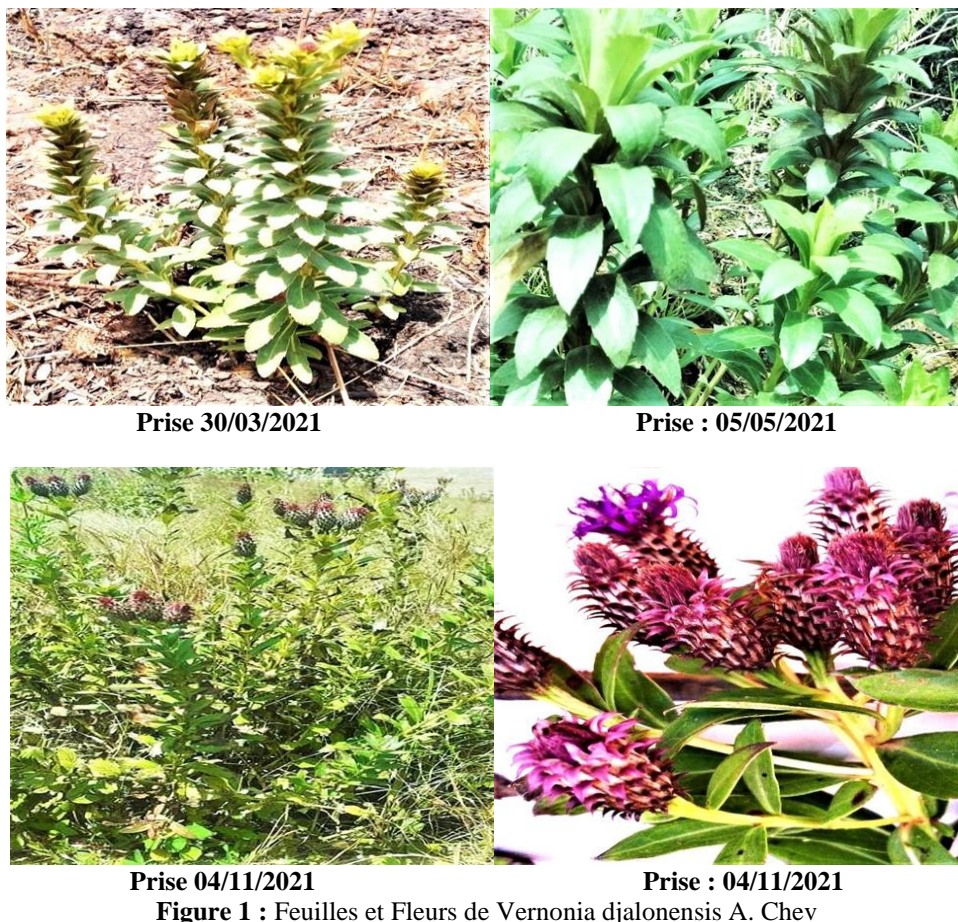 Prise 30/03/2021
Prise : 05/05/2021
Prise 04/11/2021
Prise : 04/11/2021
Figure 1 : Feuilles et Fleurs de Vernonia djalonensis A. Chev